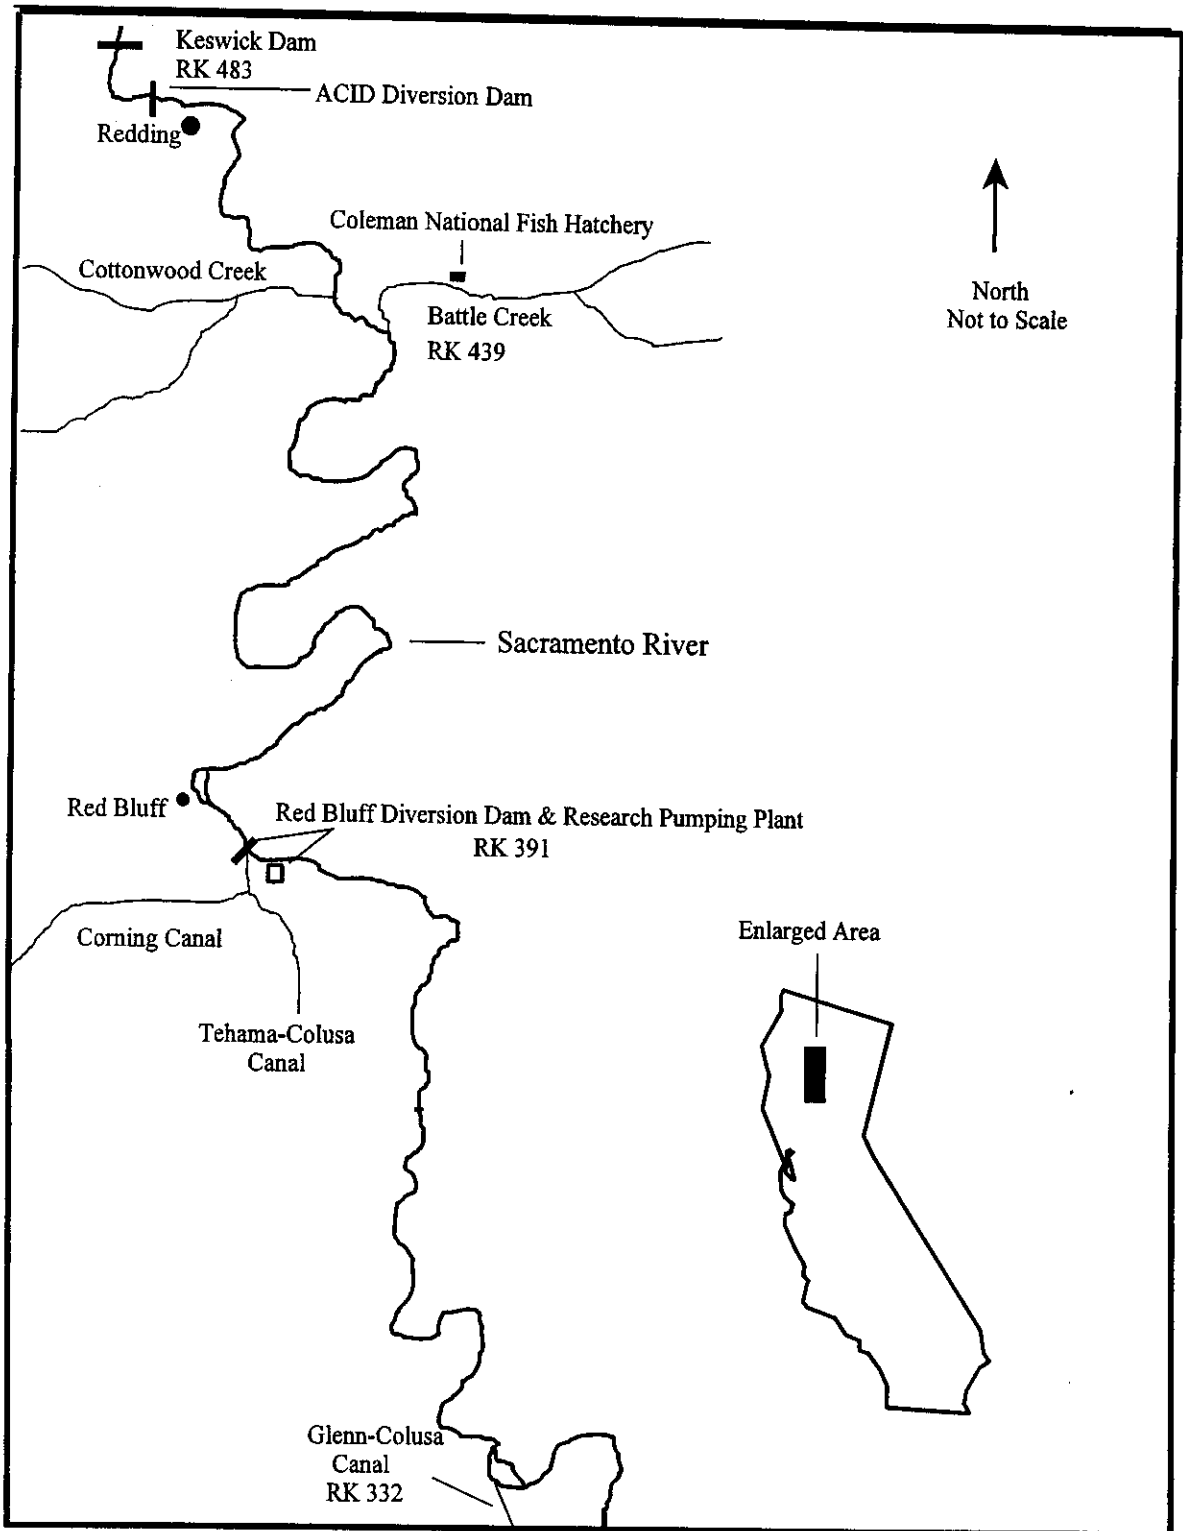 Keswick Dam
RK 483
ACID Diversion Dam
Redding
Coleman National Fish Hatchery
Cottonwood Creek
Battle Creek
RK 439
North
Not to Scale
Sacramento River
Red Bluff
Red Bluff Diversion Dam & Research Pumping Plant
RK 391
Corning Canal
Enlarged Area
Tehama-Colusa
Canal
Glenn-Colusa
Canal
RK 332